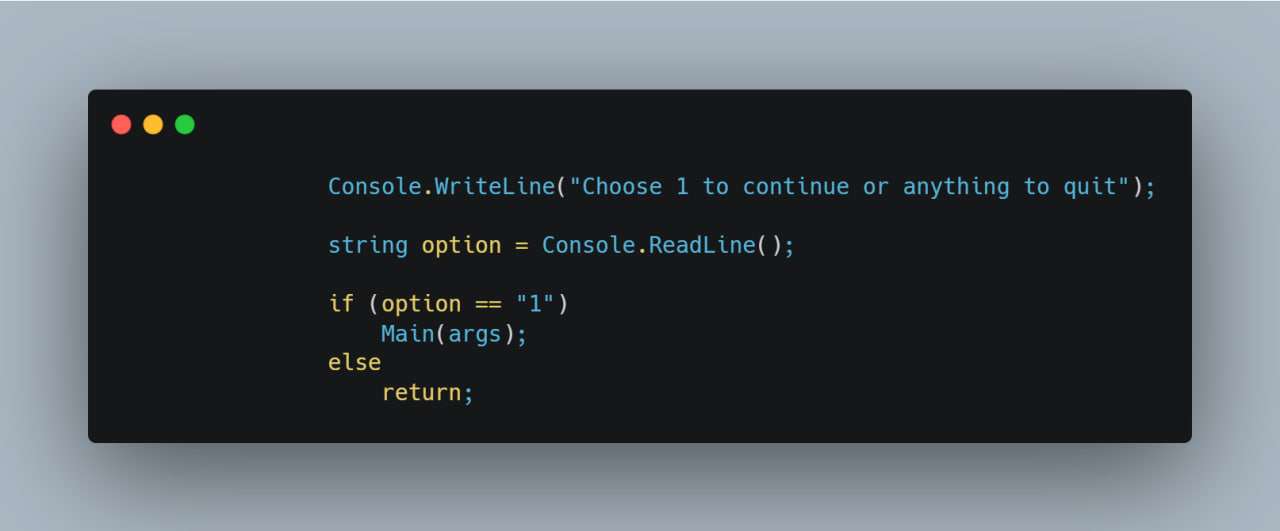 Console.WriteLine("Choose 1 to continue or anything to quit");
string option = Console.ReadLine();
if (option == "1")
    Main(args);
else
    return;